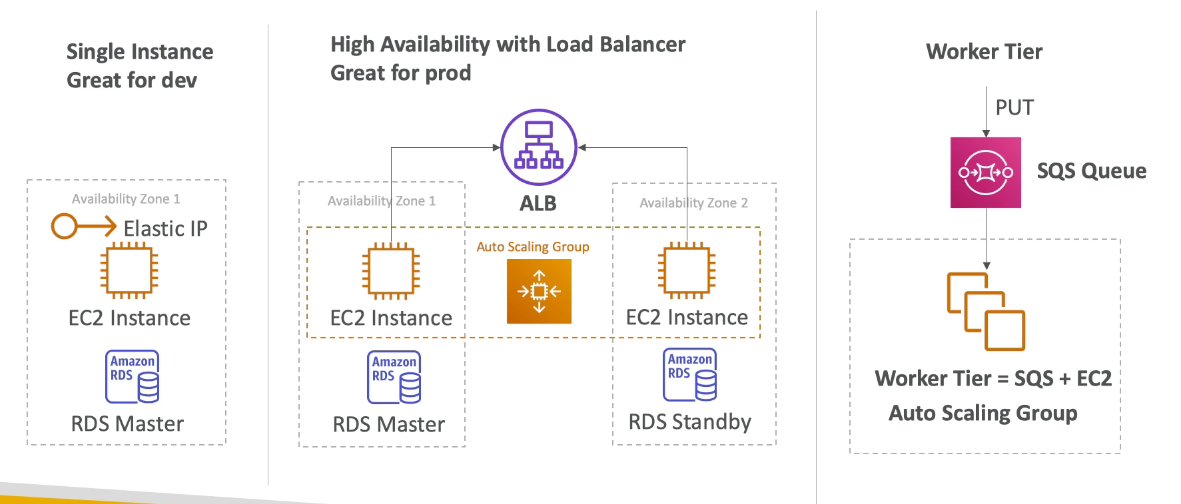 Single Instance
Great for dev
Availability Zone 1
Elastic IP
EC2 Instance
Amazon
RDS
RDS Master
High Availability with Load Balancer
Great for prod
ALB
Availability Zone 1
Availability Zone 2
Auto Scaling Group
EC2 Instance
EC2 Instance
Amazon
RDS
Amazon
RDS
RDS Master
RDS Standby
Worker Tier
PUT
SQS Queue
Worker Tier = SQS + EC2
Auto Scaling Group